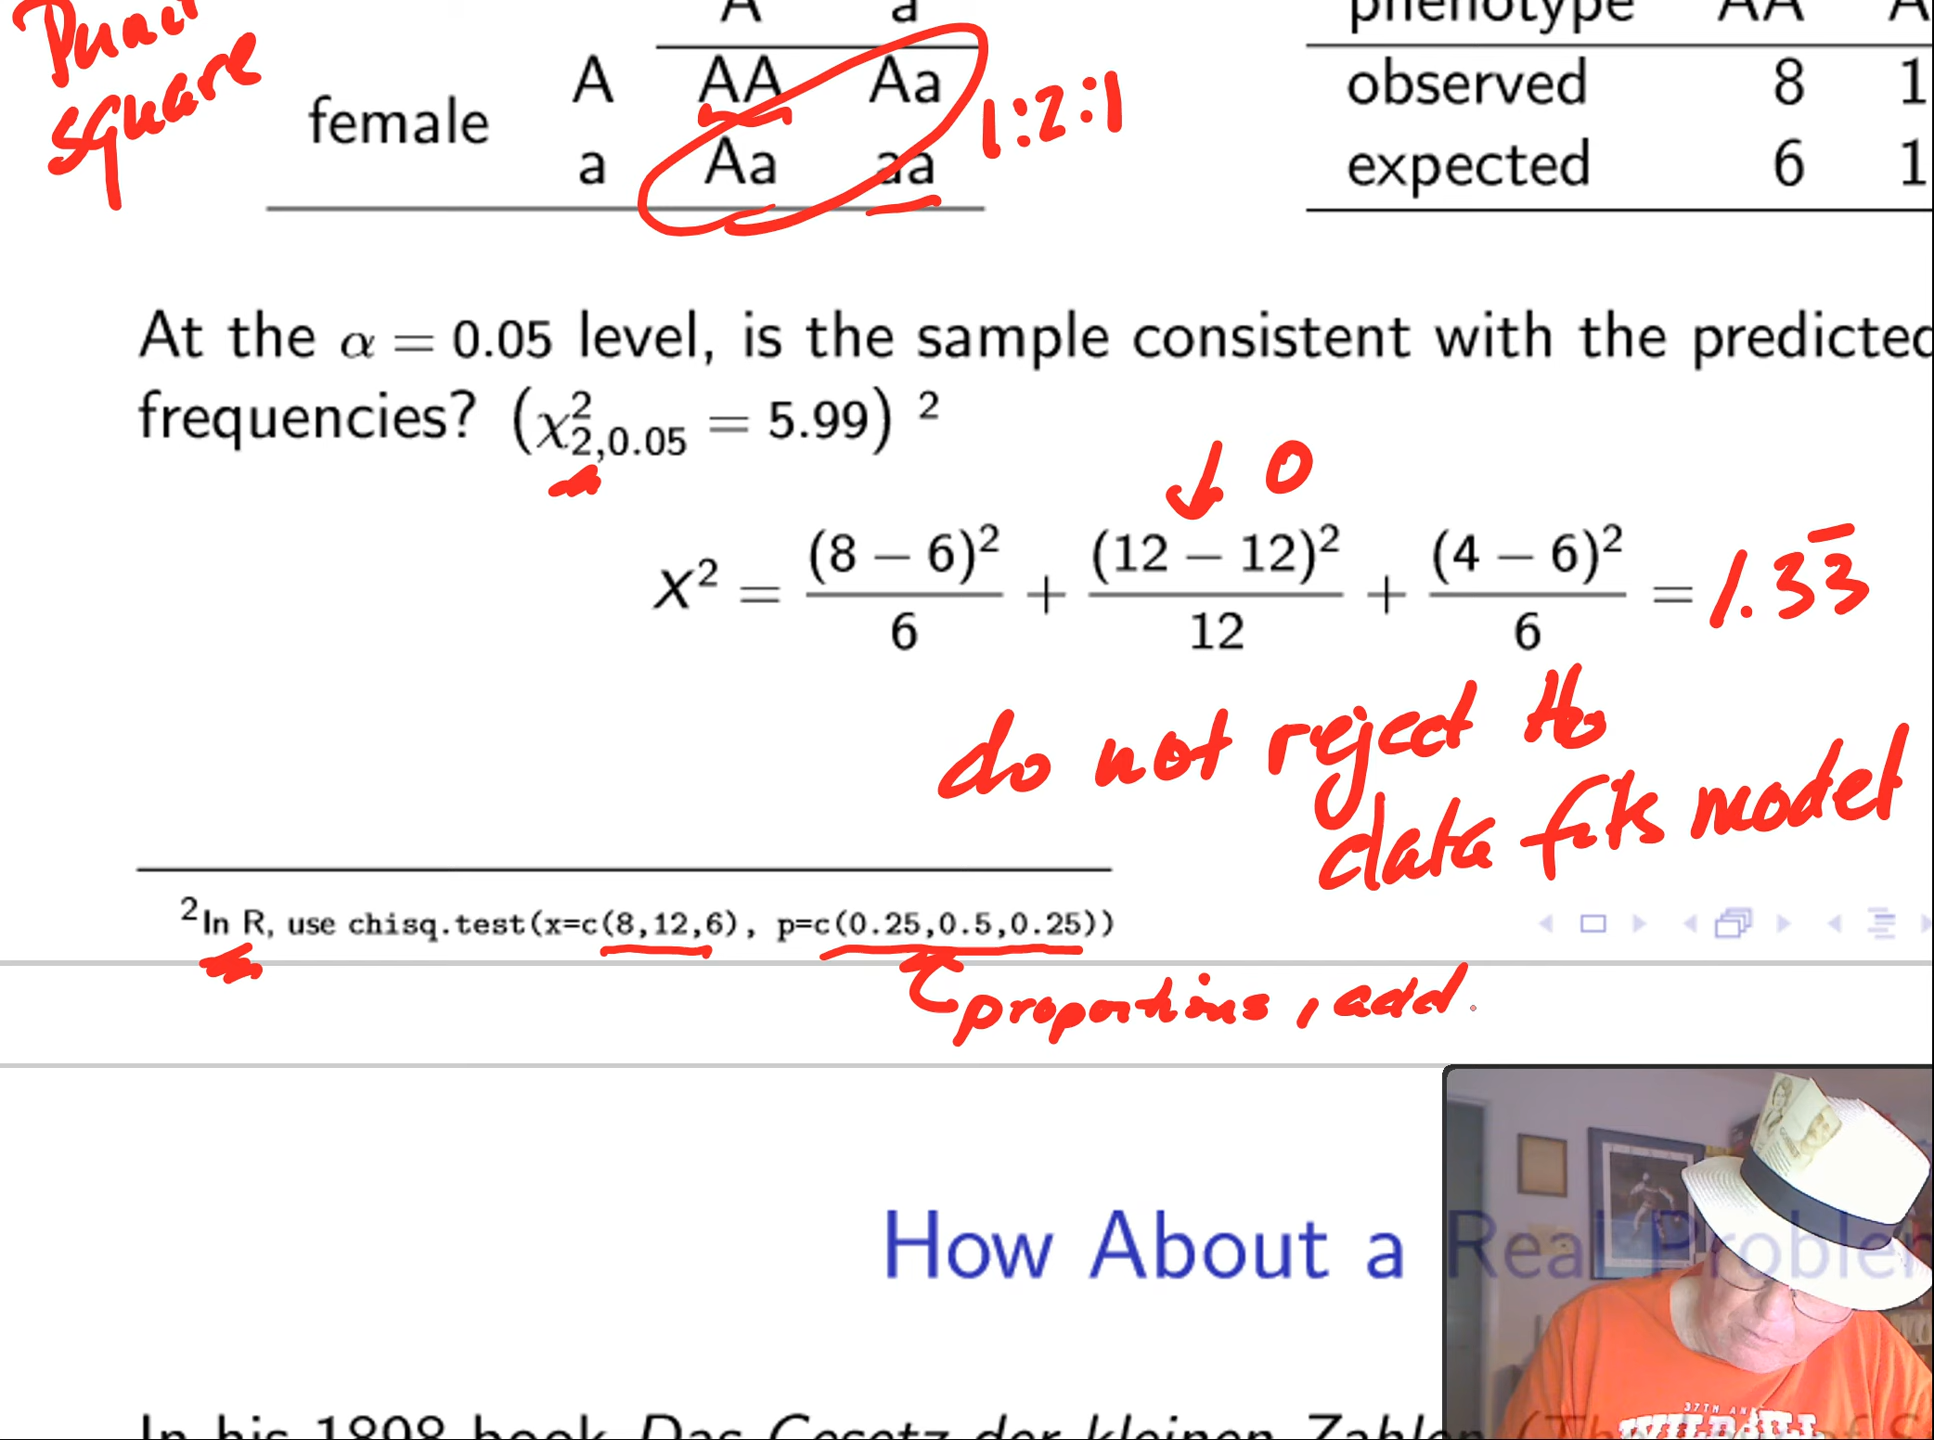 A a
phenotype AA A
square
female A AA Aa
1:2:1
a Aa aa
observed 8 1
expected 6 1
At the α = 0.05 level, is the sample consistent with the predicted
frequencies? (χ²₂,₀.₀₅ = 5.99) ²
↓ 0
X² = (8 − 6)²/6 + (12 − 12)²/12 + (4 − 6)²/6 = 1.33̅
do not reject H₀
data fits model
²In R, use chisq.test(x=c(8,12,6), p=c(0.25,0.5,0.25))
proportions, add.
How About a Real Problem
In his 1898 book Das Gesetz der kleinen Zahlen (
37TH